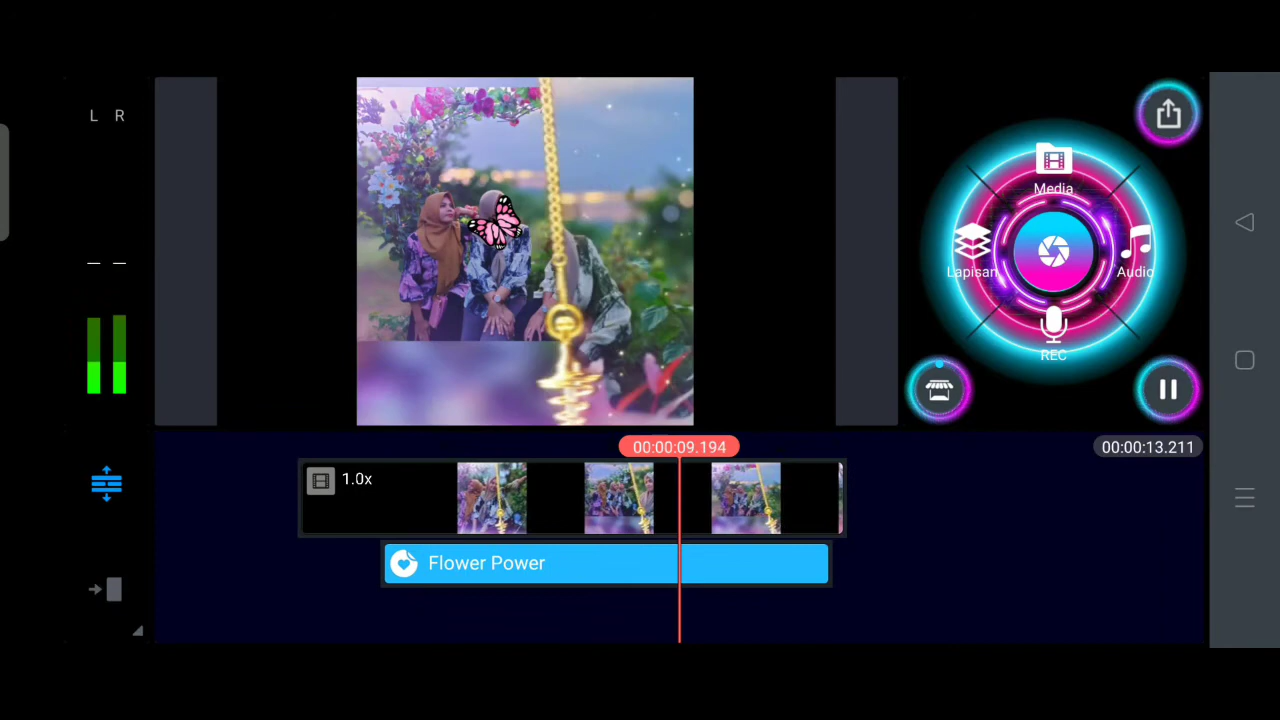 L R
Media
Lapisan
Audio
REC
00:00:09.194
00:00:13.211
1.0x
Flower Power